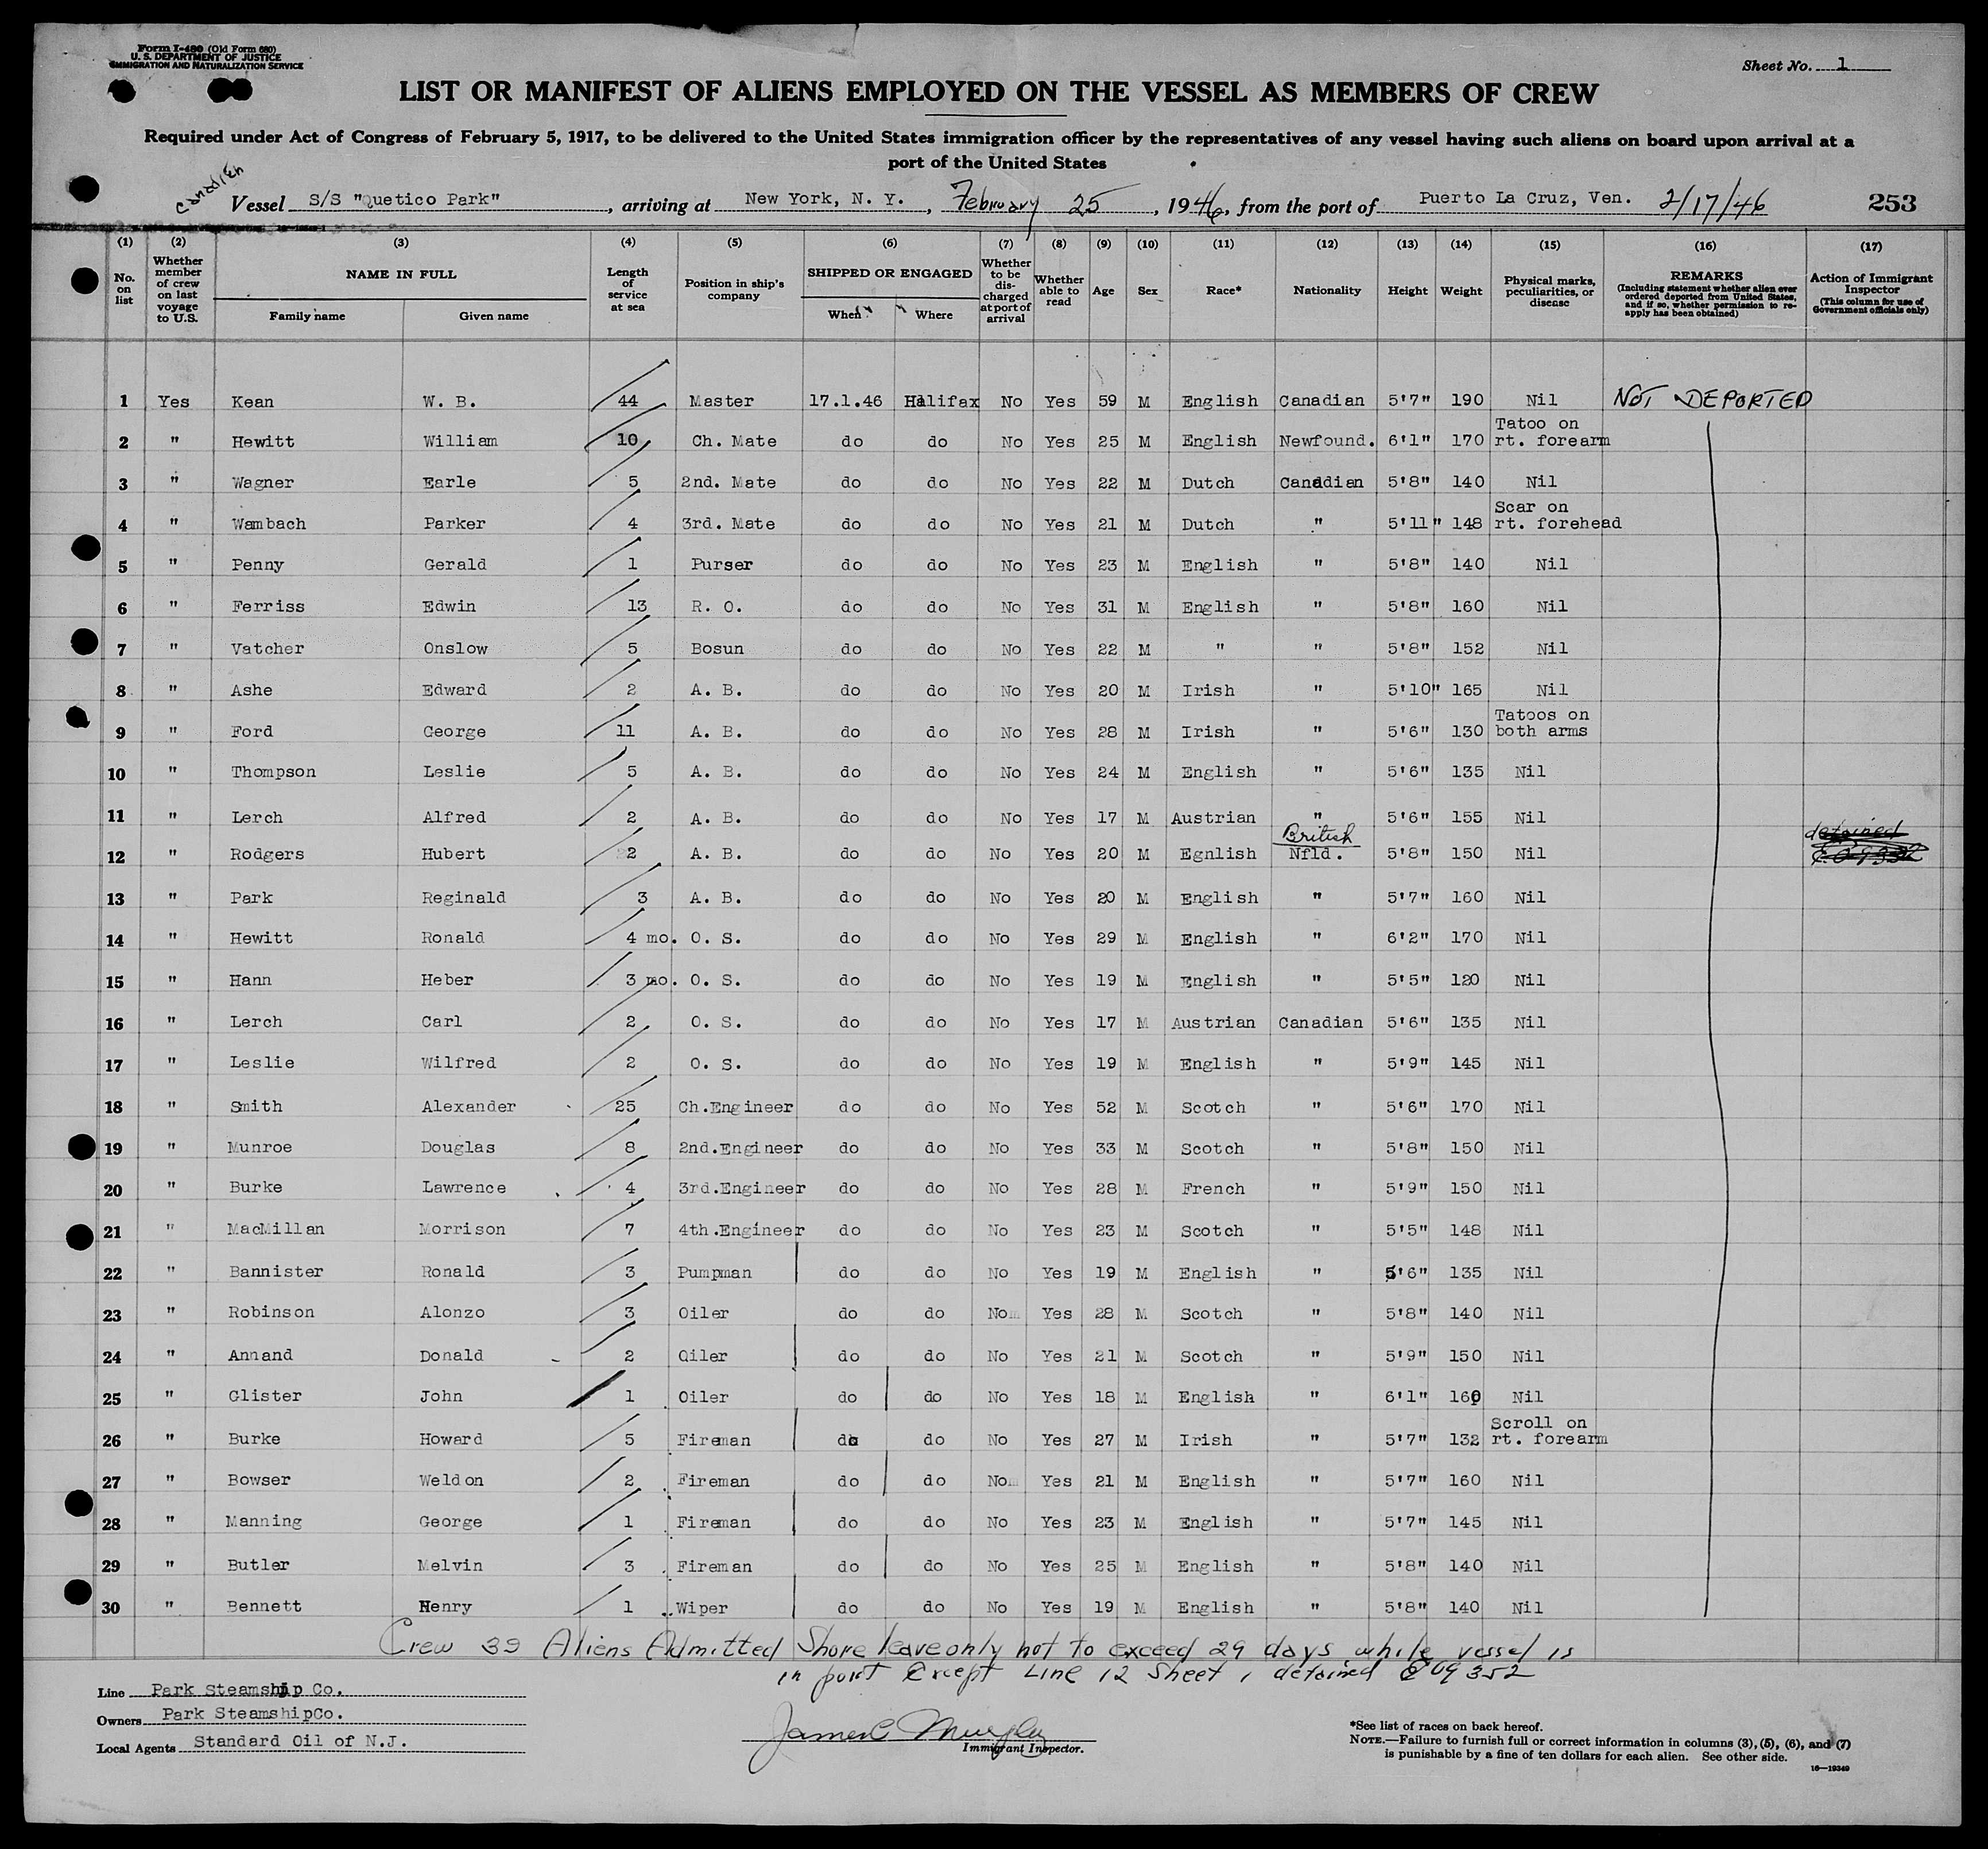 Form I-480 (Old Form 680)
U. S. DEPARTMENT OF JUSTICE
IMMIGRATION AND NATURALIZATION SERVICE
Sheet No. 1
LIST OR MANIFEST OF ALIENS EMPLOYED ON THE VESSEL AS MEMBERS OF CREW
Required under Act of Congress of February 5, 1917, to be delivered to the United States immigration officer by the representatives of any vessel having such aliens on board upon arrival at a
port of the United States
Canadian
Vessel S/S "Quetico Park", arriving at New York, N. Y., February 25, 1946, from the port of Puerto La Cruz, Ven. 2/17/46 253
(1) (2) (3) (4) (5) (6) (7) (8) (9) (10) (11) (12) (13) (14) (15) (16) (17)
No. on list
Whether member of crew on last voyage to U.S.
NAME IN FULL
Family name Given name
Length of service at sea
Position in ship's company
SHIPPED OR ENGAGED
When Where
Whether to be discharged at port of arrival
Whether able to read
Age Sex Race* Nationality Height Weight
Physical marks, peculiarities, or disease
REMARKS
(Including statement whether alien ever ordered deported from United States, and if so, whether permission to reapply has been obtained)
Action of Immigrant Inspector
(This column for use of Government officials only)
1 Yes Kean W. B. 44 Master 17.1.46 Halifax No Yes 59 M English Canadian 5'7" 190 Nil NOT DEPORTED
2 " Hewitt William 10 Ch. Mate do do No Yes 25 M English Newfound. 6'1" 170 Tatoo on rt. forearm
3 " Wagner Earle 5 2nd. Mate do do No Yes 22 M Dutch Canadian 5'8" 140 Nil
4 " Wambach Parker 4 3rd. Mate do do No Yes 21 M Dutch " 5'11" 148 Scar on rt. forehead
5 " Penny Gerald 1 Purser do do No Yes 23 M English " 5'8" 140 Nil
6 " Ferriss Edwin 13 R. O. do do No Yes 31 M English " 5'8" 160 Nil
7 " Vatcher Onslow 5 Bosun do do No Yes 22 M " " 5'8" 152 Nil
8 " Ashe Edward 2 A. B. do do No Yes 20 M Irish " 5'10" 165 Nil
9 " Ford George 11 A. B. do do No Yes 28 M Irish " 5'6" 130 Tatoos on both arms
10 " Thompson Leslie 5 A. B. do do No Yes 24 M English " 5'6" 135 Nil
11 " Lerch Alfred 2 A. B. do do No Yes 17 M Austrian " 5'6" 155 Nil
12 " Rodgers Hubert 2 A. B. do do No Yes 20 M Egnlish British Nfld. 5'8" 150 Nil detained
13 " Park Reginald 3 A. B. do do No Yes 20 M English " 5'7" 160 Nil
14 " Hewitt Ronald 4 mo. O. S. do do No Yes 29 M English " 6'2" 170 Nil
15 " Hann Heber 3 mo. O. S. do do No Yes 19 M English " 5'5" 120 Nil
16 " Lerch Carl 2 O. S. do do No Yes 17 M Austrian Canadian 5'6" 135 Nil
17 " Leslie Wilfred 2 O. S. do do No Yes 19 M English " 5'9" 145 Nil
18 " Smith Alexander 25 Ch.Engineer do do No Yes 52 M Scotch " 5'6" 170 Nil
19 " Munroe Douglas 8 2nd.Engineer do do No Yes 33 M Scotch " 5'8" 150 Nil
20 " Burke Lawrence 4 3rd.Engineer do do No Yes 28 M French " 5'9" 150 Nil
21 " MacMillan Morrison 7 4th.Engineer do do No Yes 23 M Scotch " 5'5" 148 Nil
22 " Bannister Ronald 3 Pumpman do do No Yes 19 M English " 5'6" 135 Nil
23 " Robinson Alonzo 3 Oiler do do No Yes 28 M Scotch " 5'8" 140 Nil
24 " Annand Donald 2 Oiler do do No Yes 21 M Scotch " 5'9" 150 Nil
25 " Glister John 1 Oiler do do No Yes 18 M English " 6'1" 160 Nil
26 " Burke Howard 5 Fireman do do No Yes 27 M Irish " 5'7" 132 Scroll on rt. forearm
27 " Bowser Weldon 2 Fireman do do No Yes 21 M English " 5'7" 160 Nil
28 " Manning George 1 Fireman do do No Yes 23 M English " 5'7" 145 Nil
29 " Butler Melvin 3 Fireman do do No Yes 25 M English " 5'8" 140 Nil
30 " Bennett Henry 1 Wiper do do No Yes 19 M English " 5'8" 140 Nil
Crew 39 Aliens Admitted Shore leave only not to exceed 29 days while vessel is
in port Except Line 12 Sheet 1 detained EO9352
Line Park Steamship Co.
Owners Park SteamshipCo.
Local Agents Standard Oil of N.J.
Immigrant Inspector.
*See list of races on back hereof.
NOTE.—Failure to furnish full or correct information in columns (3), (5), (6), and (7)
is punishable by a fine of ten dollars for each alien. See other side.
16—19349